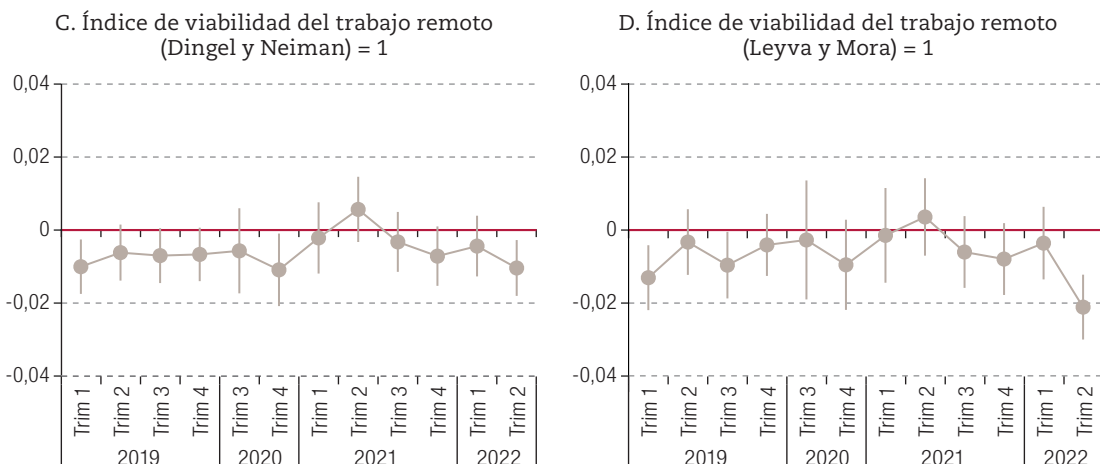 C. Índice de viabilidad del trabajo remoto
(Dingel y Neiman) = 1
0,04
0,02
0
-0,02
-0,04
Trim 1
Trim 2
Trim 3
Trim 4
Trim 3
Trim 4
Trim 1
Trim 2
Trim 3
Trim 4
Trim 1
Trim 2
2019
2020
2021
2022
D. Índice de viabilidad del trabajo remoto
(Leyva y Mora) = 1
0,04
0,02
0
-0,02
-0,04
Trim 1
Trim 2
Trim 3
Trim 4
Trim 3
Trim 4
Trim 1
Trim 2
Trim 3
Trim 4
Trim 1
Trim 2
2019
2020
2021
2022